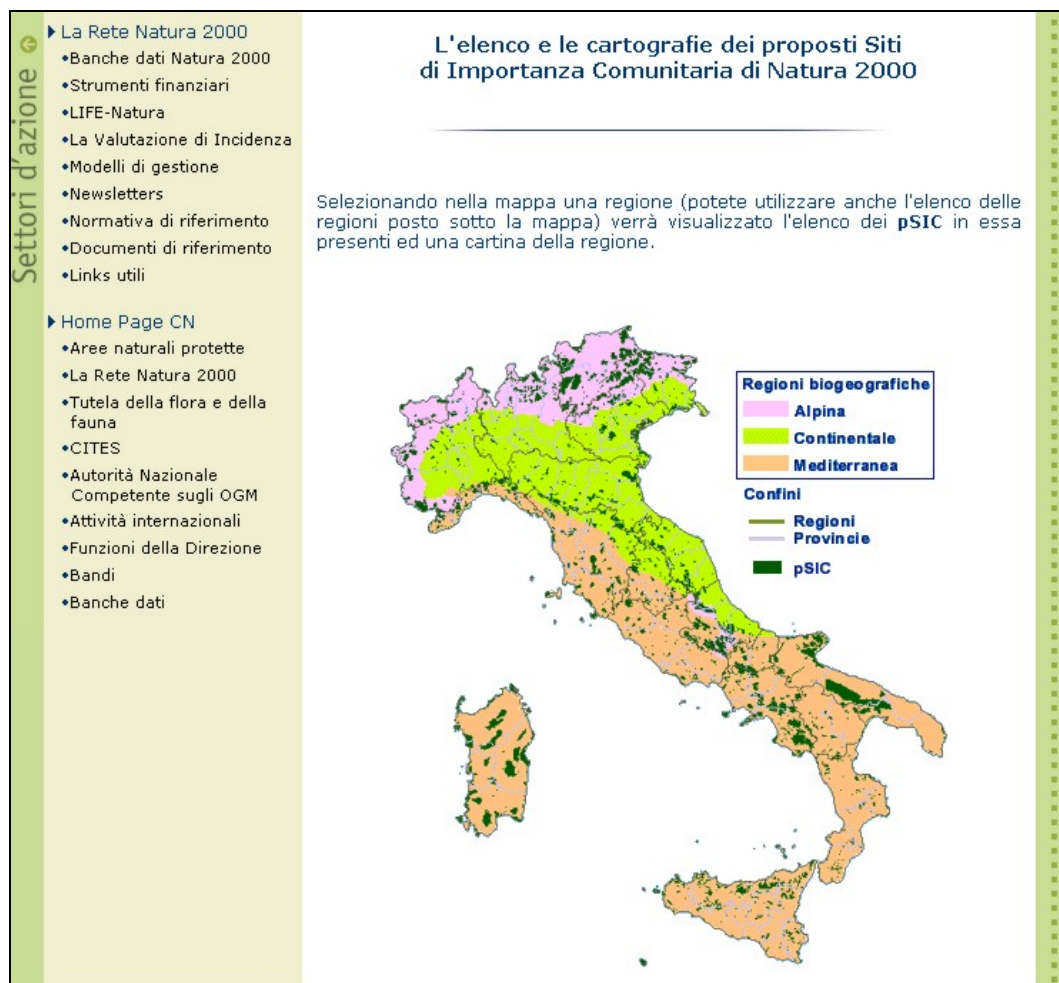 Settori d'azione
La Rete Natura 2000
•Banche dati Natura 2000
•Strumenti finanziari
•LIFE-Natura
•La Valutazione di Incidenza
•Modelli di gestione
•Newsletters
•Normativa di riferimento
•Documenti di riferimento
•Links utili
Home Page CN
•Aree naturali protette
•La Rete Natura 2000
•Tutela della flora e della
fauna
•CITES
•Autorità Nazionale
Competente sugli OGM
•Attività internazionali
•Funzioni della Direzione
•Bandi
•Banche dati
L'elenco e le cartografie dei proposti Siti
di Importanza Comunitaria di Natura 2000
Selezionando nella mappa una regione (potete utilizzare anche l'elenco delle
regioni posto sotto la mappa) verrà visualizzato l'elenco dei pSIC in essa
presenti ed una cartina della regione.
Regioni biogeografiche
Alpina
Continentale
Mediterranea
Confini
Regioni
Provincie
pSIC